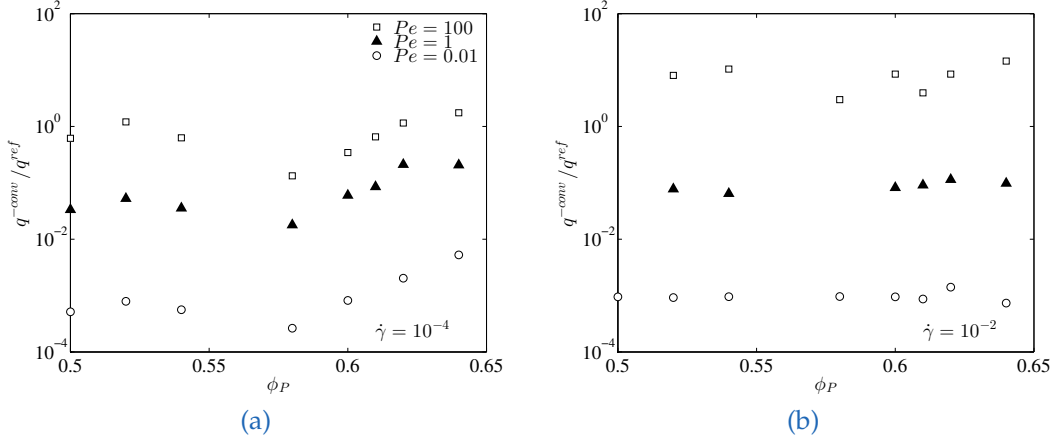 10^2
10^0
10^-2
10^-4
q^-conv / q^ref
□ Pe = 100
▲ Pe = 1
○ Pe = 0.01
γ̇ = 10^-4
0.5 0.55 0.6 0.65
ϕ_P
(a)
10^2
10^0
10^-2
10^-4
q^-conv / q^ref
γ̇ = 10^-2
0.5 0.55 0.6 0.65
ϕ_P
(b)